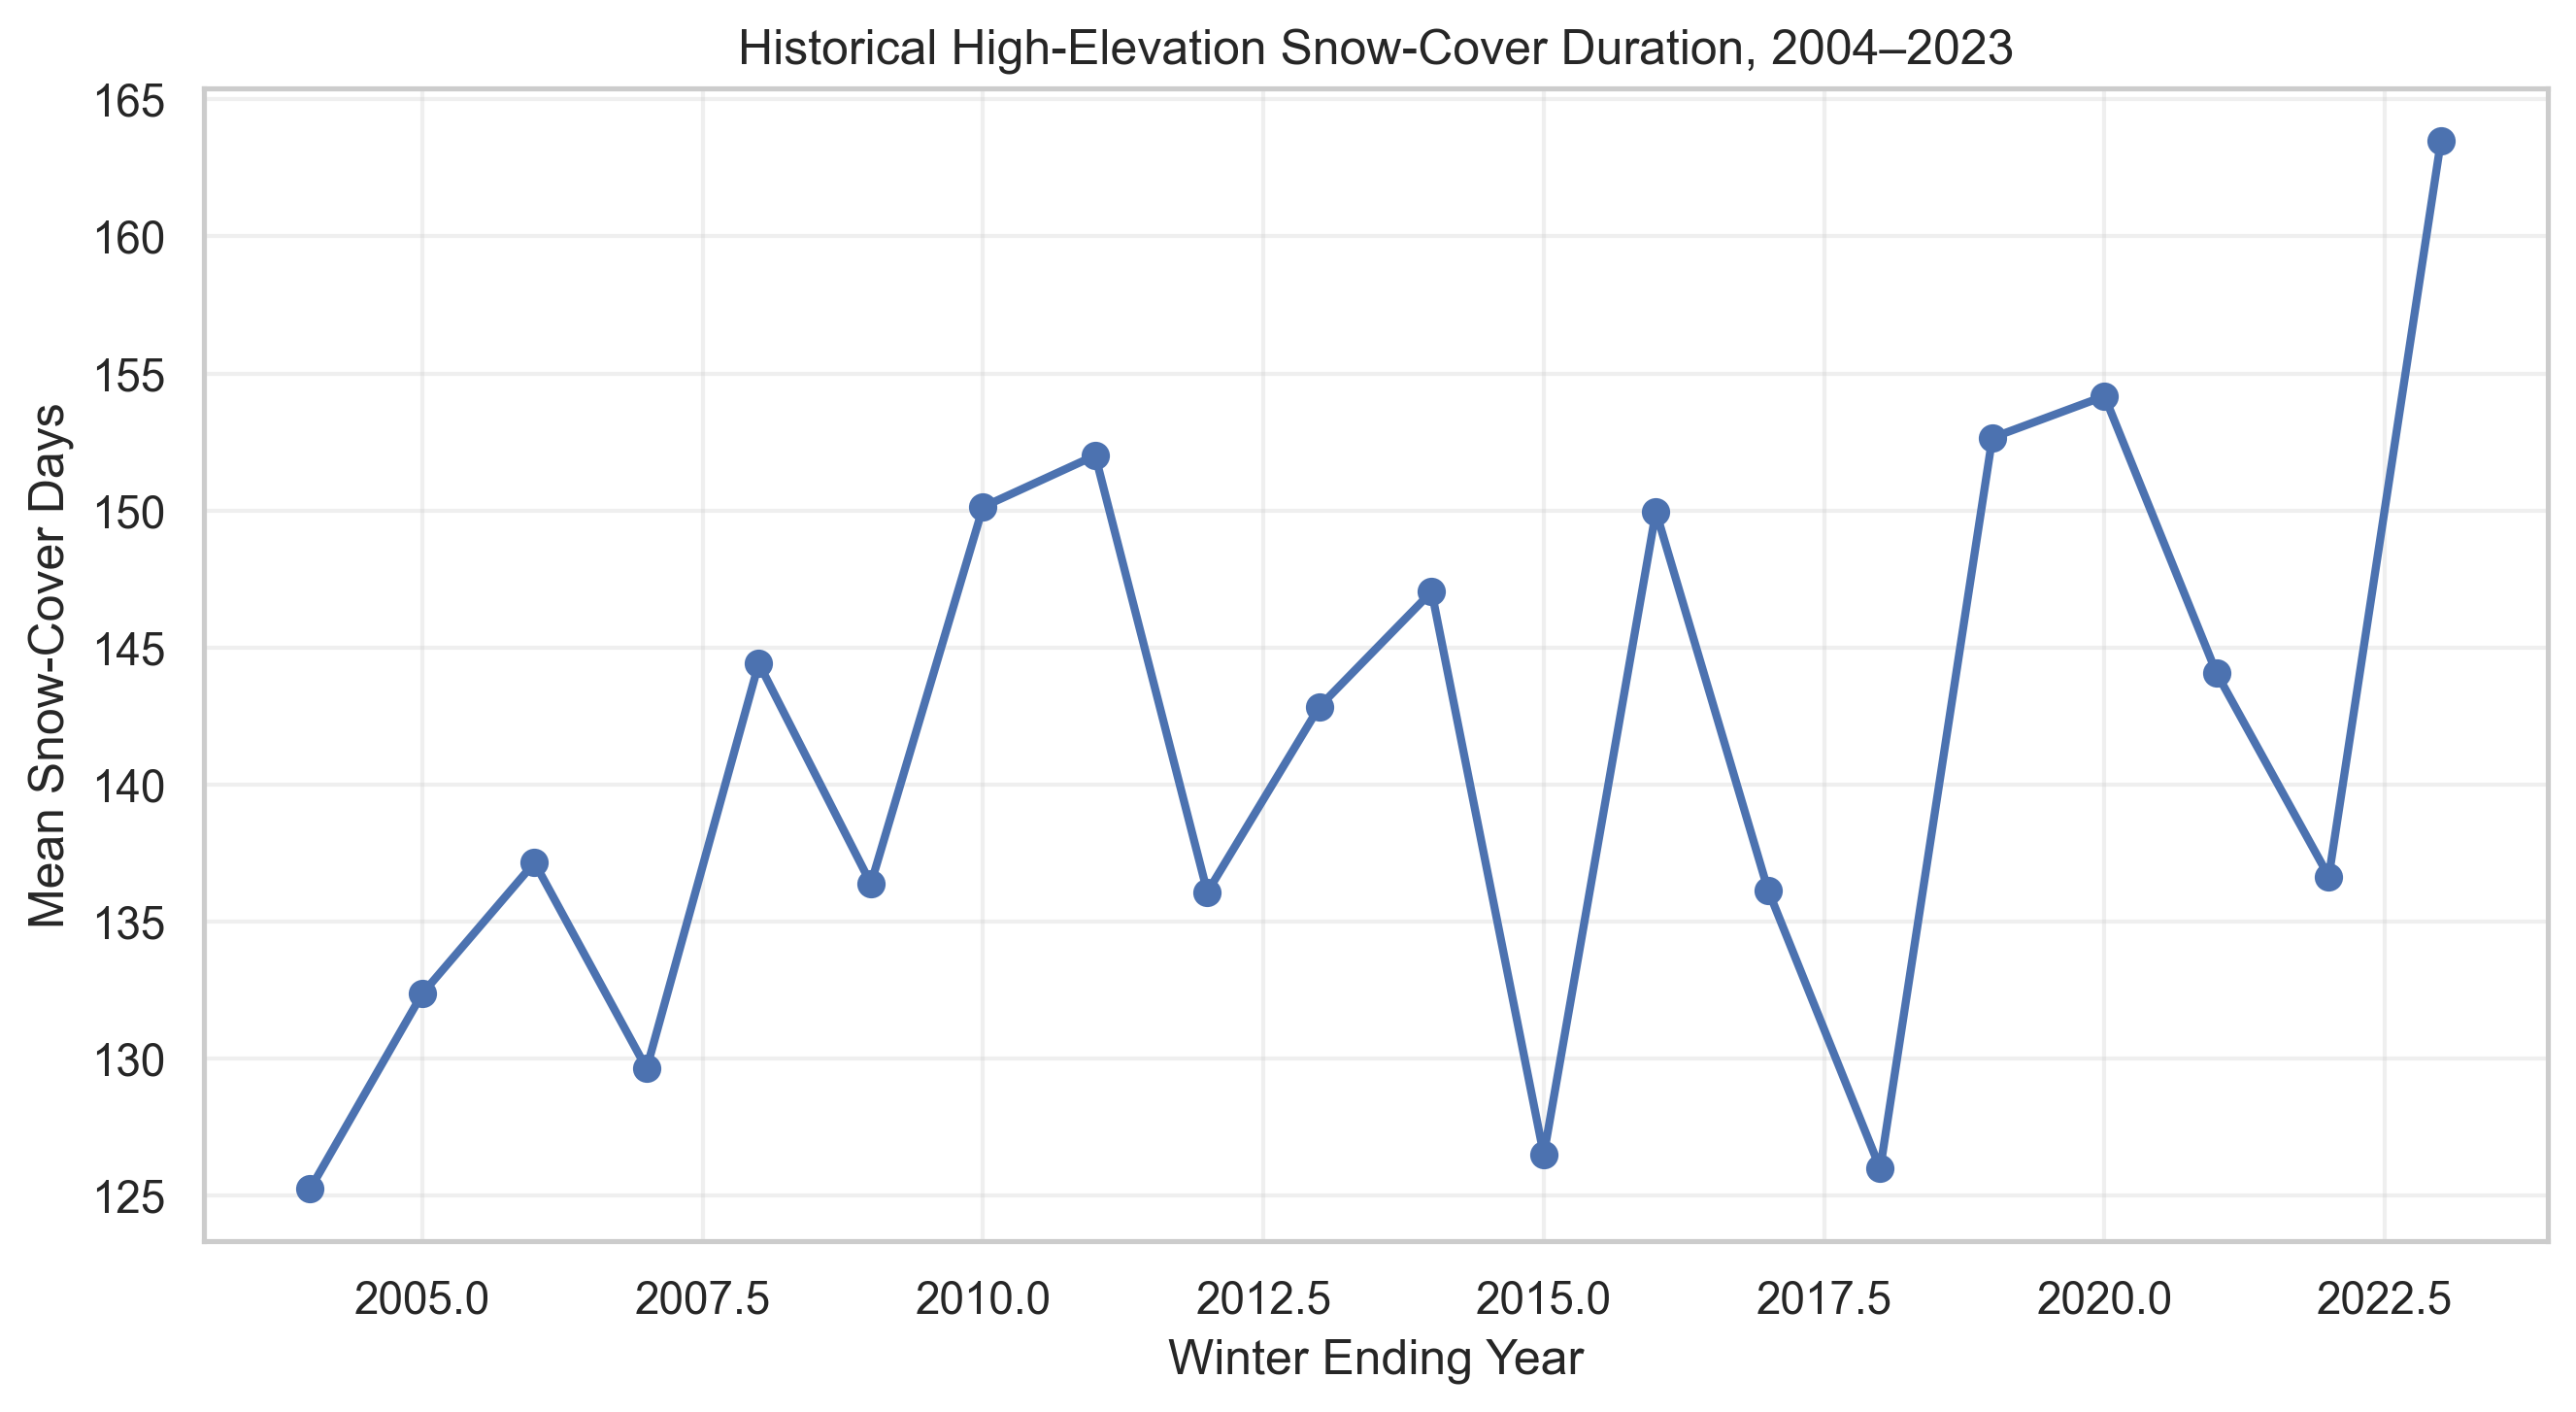 Historical High-Elevation Snow-Cover Duration, 2004–2023
165
160
155
150
145
140
135
130
125
Mean Snow-Cover Days
2005.0 2007.5 2010.0 2012.5 2015.0 2017.5 2020.0 2022.5
Winter Ending Year